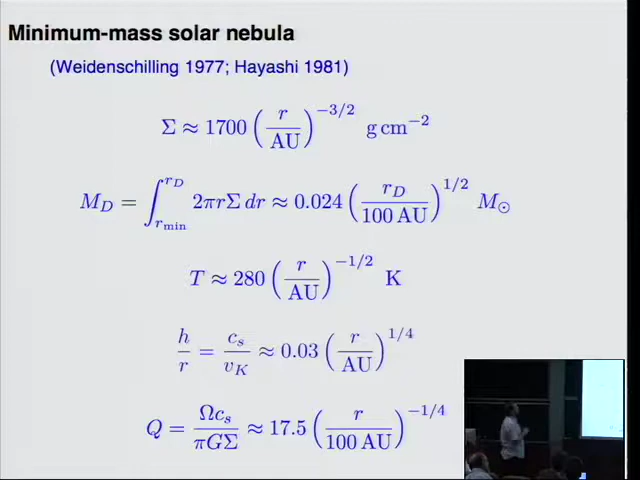 Minimum-mass solar nebula
(Weidenschilling 1977; Hayashi 1981)
Σ ≈ 1700 (r/AU)^{−3/2} g cm^{−2}
M_D = ∫_{r_min}^{r_D} 2πrΣ dr ≈ 0.024 (r_D/100 AU)^{1/2} M_⊙
T ≈ 280 (r/AU)^{−1/2} K
h/r = c_s/v_K ≈ 0.03 (r/AU)^{1/4}
Q = Ωc_s/πGΣ ≈ 17.5 (r/100 AU)^{−1/4}